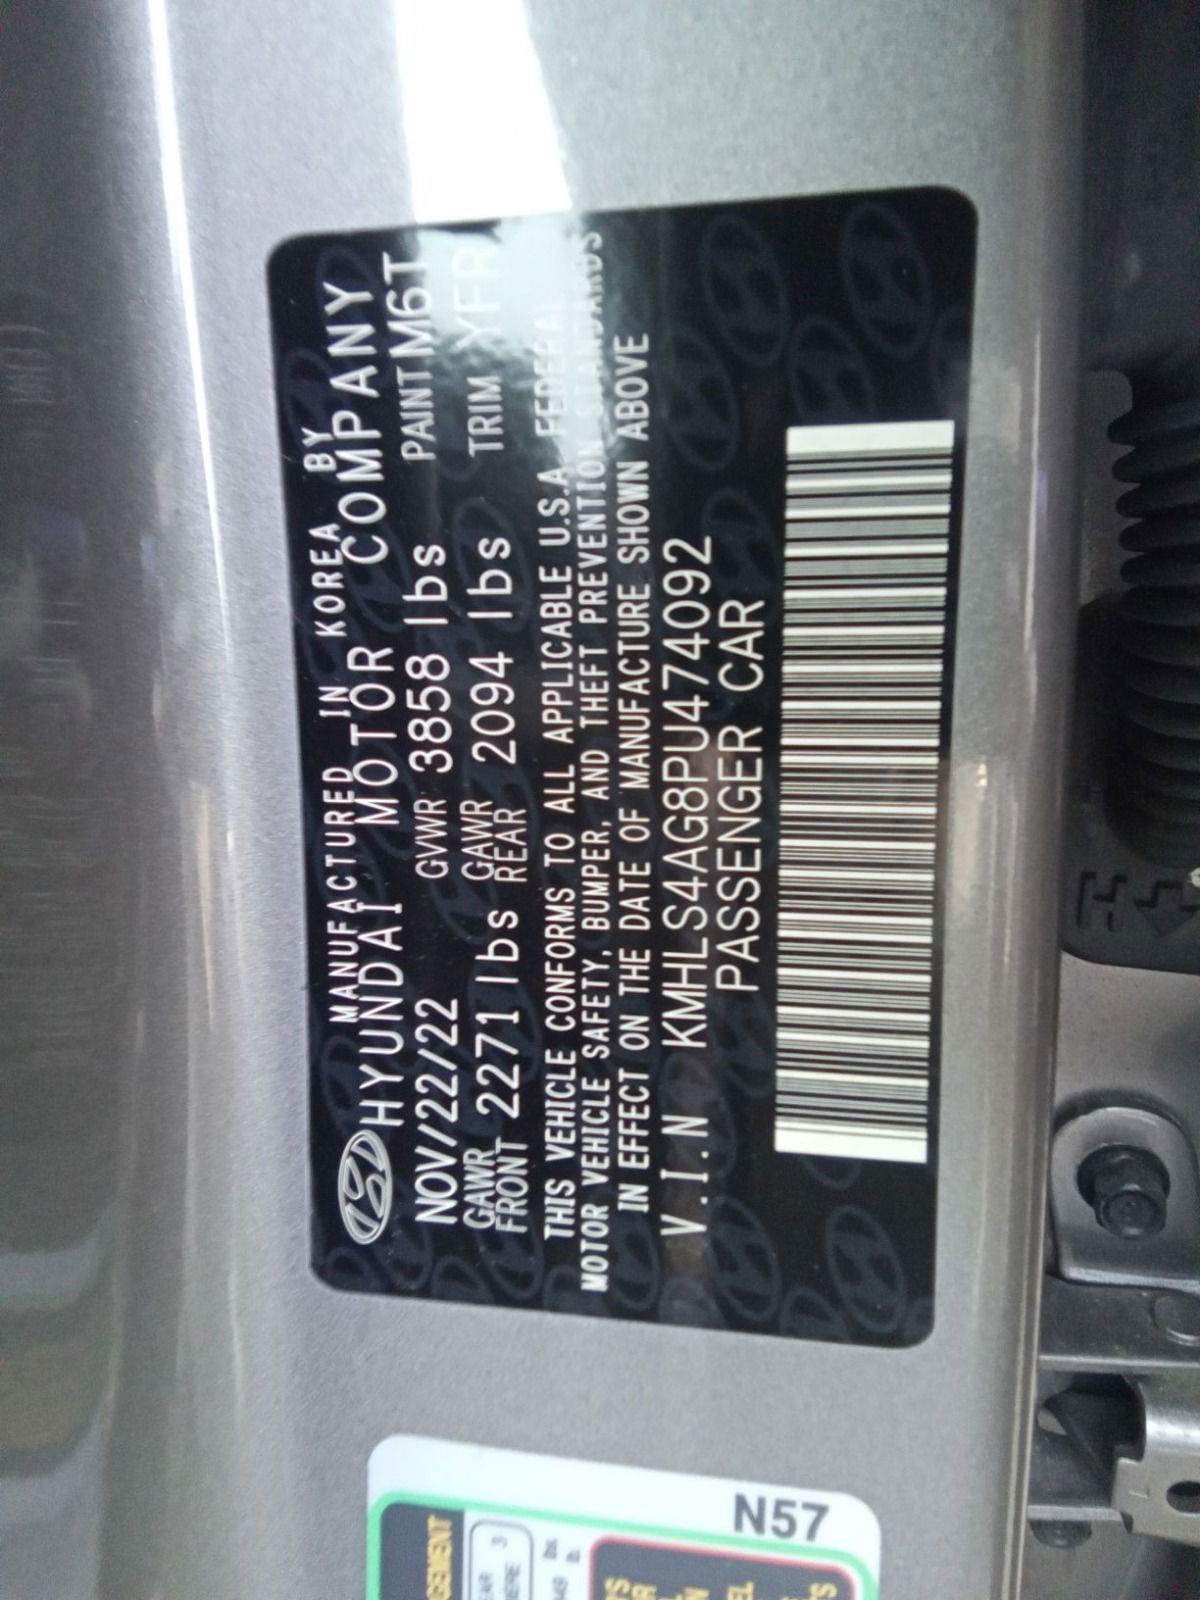 MANUFACTURED IN KOREA BY
HYUNDAI MOTOR COMPANY
NOV/22/22 GVWR 3858 lbs PAINT M6T
GAWR FRONT 2271 lbs GAWR REAR 2094 lbs TRIM YFR
THIS VEHICLE CONFORMS TO ALL APPLICABLE U.S.A. FEDERAL
MOTOR VEHICLE SAFETY, BUMPER, AND THEFT PREVENTION STANDARDS
IN EFFECT ON THE DATE OF MANUFACTURE SHOWN ABOVE
V.I.N KMHLS4AG8PU474092
PASSENGER CAR
N57